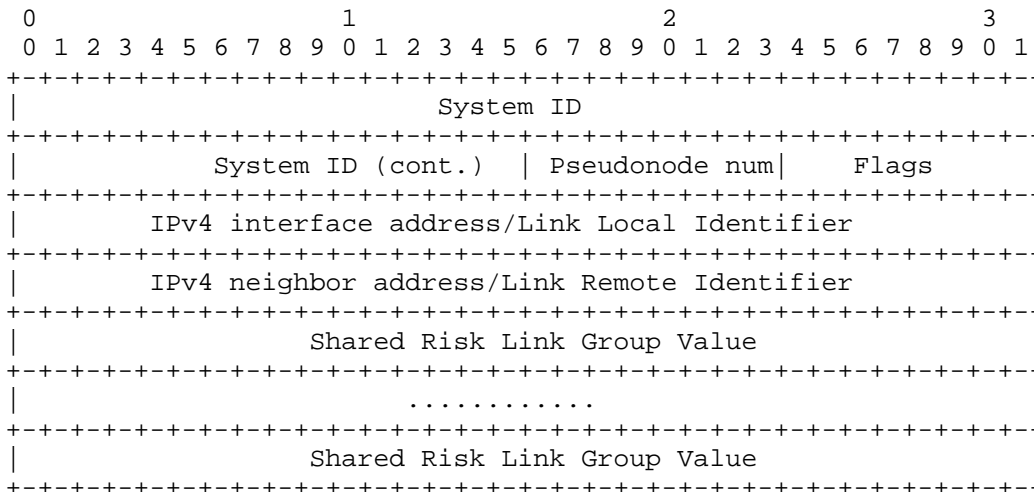 0                   1                   2                   3
 0 1 2 3 4 5 6 7 8 9 0 1 2 3 4 5 6 7 8 9 0 1 2 3 4 5 6 7 8 9 0 1
+-+-+-+-+-+-+-+-+-+-+-+-+-+-+-+-+-+-+-+-+-+-+-+-+-+-+-+-+-+-+-+-
|                          System ID
+-+-+-+-+-+-+-+-+-+-+-+-+-+-+-+-+-+-+-+-+-+-+-+-+-+-+-+-+-+-+-+-
|            System ID (cont.)  | Pseudonode num|    Flags
+-+-+-+-+-+-+-+-+-+-+-+-+-+-+-+-+-+-+-+-+-+-+-+-+-+-+-+-+-+-+-+-
|        IPv4 interface address/Link Local Identifier
+-+-+-+-+-+-+-+-+-+-+-+-+-+-+-+-+-+-+-+-+-+-+-+-+-+-+-+-+-+-+-+-
|        IPv4 neighbor address/Link Remote Identifier
+-+-+-+-+-+-+-+-+-+-+-+-+-+-+-+-+-+-+-+-+-+-+-+-+-+-+-+-+-+-+-+-
|                  Shared Risk Link Group Value
+-+-+-+-+-+-+-+-+-+-+-+-+-+-+-+-+-+-+-+-+-+-+-+-+-+-+-+-+-+-+-+-
|                        ............
+-+-+-+-+-+-+-+-+-+-+-+-+-+-+-+-+-+-+-+-+-+-+-+-+-+-+-+-+-+-+-+-
|                  Shared Risk Link Group Value
+-+-+-+-+-+-+-+-+-+-+-+-+-+-+-+-+-+-+-+-+-+-+-+-+-+-+-+-+-+-+-+-